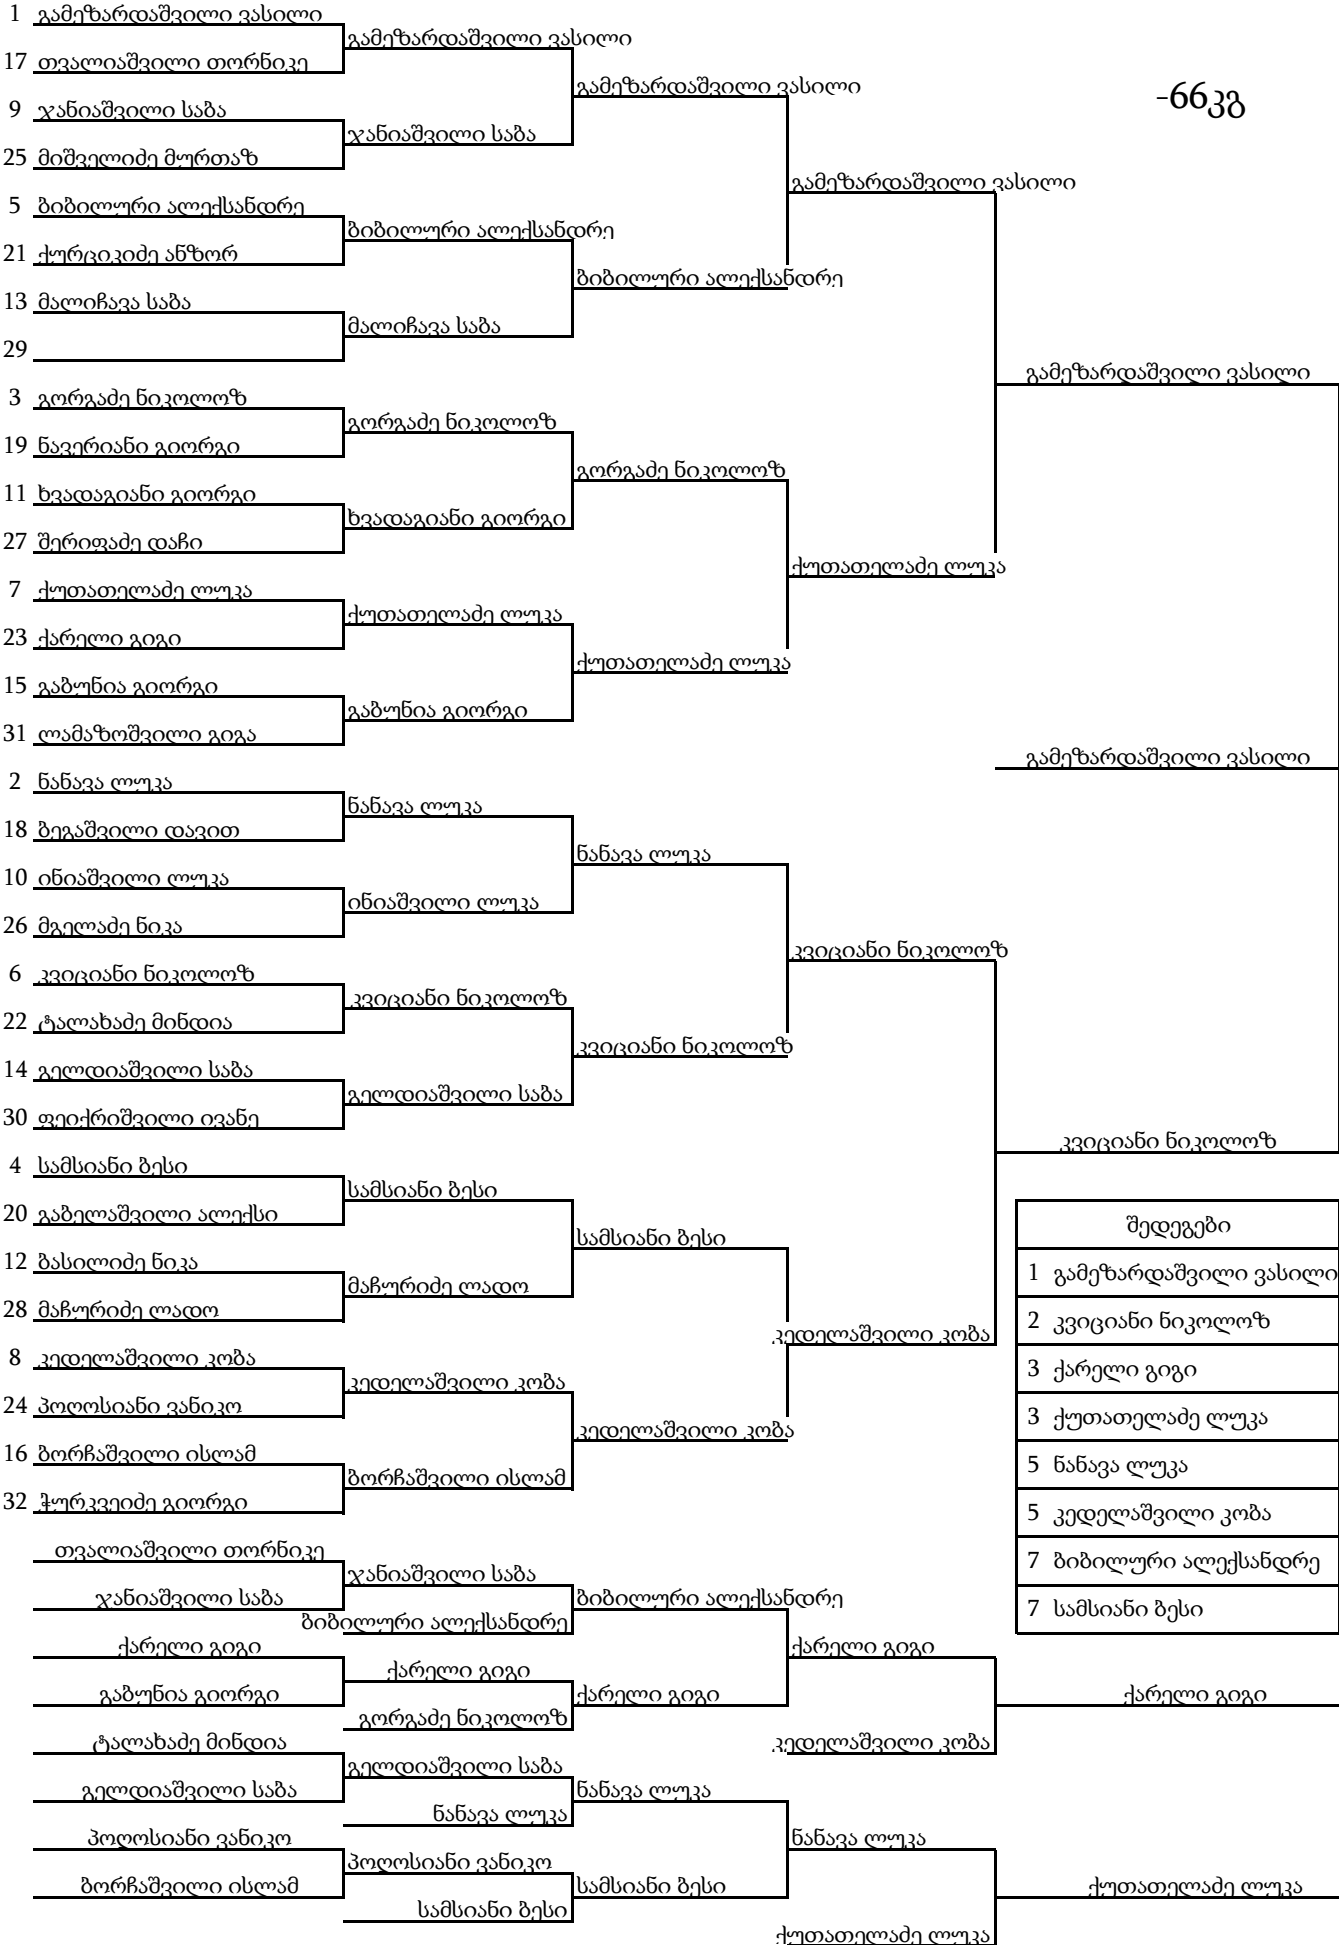 1 გამეზარდაშვილი ვასილი
17 თვალიაშვილი თორნიკე
9 ჯანიაშვილი საბა
25 მიშველიძე მურთაზ
5 ბიბილური ალექსანდრე
21 ქურციკიძე ანზორ
13 მალიჩავა საბა
29
3 გორგაძე ნიკოლოზ
19 ნავერიანი გიორგი
11 ხვადაგიანი გიორგი
27 შერიფაძე დაჩი
7 ქუთათელაძე ლუკა
23 ქარელი გიგი
15 გაბუნია გიორგი
31 ლამაზოშვილი გიგა
2 ნანავა ლუკა
18 ბეგაშვილი დავით
10 ინიაშვილი ლუკა
26 მგელაძე ნიკა
6 კვიციანი ნიკოლოზ
22 ტალახაძე მინდია
14 გელდიაშვილი საბა
30 ფეიქრიშვილი ივანე
4 სამსიანი ბესი
20 გაბელაშვილი ალექსი
12 ბასილიძე ნიკა
28 მაჩურიძე ლადო
8 კედელაშვილი კობა
24 პოღოსიანი ვანიკო
16 ბორჩაშვილი ისლამ
32 ჭურკვეიძე გიორგი
გამეზარდაშვილი ვასილი
ჯანიაშვილი საბა
ბიბილური ალექსანდრე
მალიჩავა საბა
გორგაძე ნიკოლოზ
ხვადაგიანი გიორგი
ქუთათელაძე ლუკა
გაბუნია გიორგი
ნანავა ლუკა
ინიაშვილი ლუკა
კვიციანი ნიკოლოზ
გელდიაშვილი საბა
სამსიანი ბესი
მაჩურიძე ლადო
კედელაშვილი კობა
ბორჩაშვილი ისლამ
გამეზარდაშვილი ვასილი
ბიბილური ალექსანდრე
გორგაძე ნიკოლოზ
ქუთათელაძე ლუკა
ნანავა ლუკა
კვიციანი ნიკოლოზ
სამსიანი ბესი
კედელაშვილი კობა
გამეზარდაშვილი ვასილი
ქუთათელაძე ლუკა
კვიციანი ნიკოლოზ
კედელაშვილი კობა
-66კგ
გამეზარდაშვილი ვასილი
გამეზარდაშვილი ვასილი
კვიციანი ნიკოლოზ
შედეგები
1 გამეზარდაშვილი ვასილი
2 კვიციანი ნიკოლოზ
3 ქარელი გიგი
3 ქუთათელაძე ლუკა
5 ნანავა ლუკა
5 კედელაშვილი კობა
7 ბიბილური ალექსანდრე
7 სამსიანი ბესი
თვალიაშვილი თორნიკე
ჯანიაშვილი საბა
ქარელი გიგი
გაბუნია გიორგი
ტალახაძე მინდია
გელდიაშვილი საბა
პოღოსიანი ვანიკო
ბორჩაშვილი ისლამ
ჯანიაშვილი საბა
ბიბილური ალექსანდრე
ქარელი გიგი
გორგაძე ნიკოლოზ
გელდიაშვილი საბა
ნანავა ლუკა
პოღოსიანი ვანიკო
სამსიანი ბესი
ბიბილური ალექსანდრე
ქარელი გიგი
ნანავა ლუკა
სამსიანი ბესი
ქარელი გიგი
კედელაშვილი კობა
ნანავა ლუკა
ქუთათელაძე ლუკა
ქარელი გიგი
ქუთათელაძე ლუკა